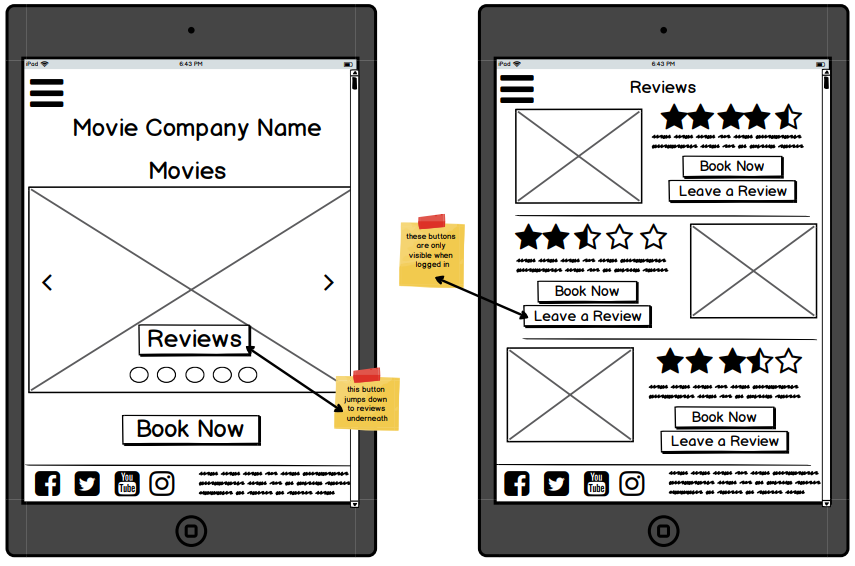 iPod
6:43 PM
Movie Company Name
Movies
Reviews
this button
jumps down
to reviews
underneath
Book Now
You
Tube
iPod
6:43 PM
Reviews
Book Now
Leave a Review
these buttons
are only
visible when
logged in
Book Now
Leave a Review
Book Now
Leave a Review
You
Tube